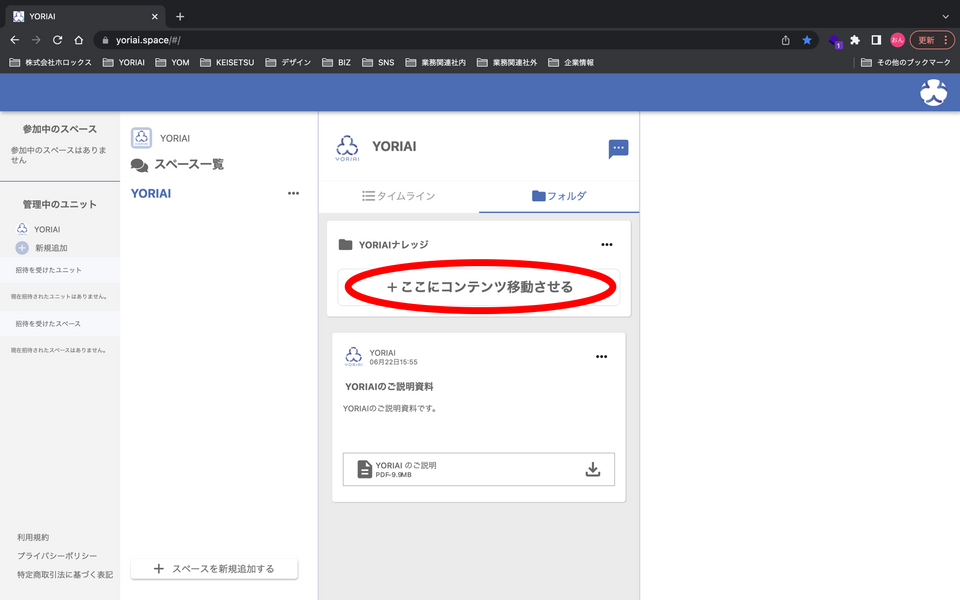 YORIAI
yoriai.space/#/
1
おん
更新
株式会社ホロックス
YORIAI
YOM
KEISETSU
デザイン
BIZ
SNS
業務関連社内
業務関連社外
企業情報
その他のブックマーク
参加中のスペース
参加中のスペースはありま
せん
管理中のユニット
YORIAI
新規追加
招待を受けたユニット
現在招待されたユニットはありません。
招待を受けたスペース
現在招待されたスペースはありません。
利用規約
プライバシーポリシー
特定商取引法に基づく表記
YORIAI
スペース一覧
YORIAI
+ スペースを新規追加する
YORIAI
YORIAI
タイムライン
フォルダ
YORIAIナレッジ
+ここにコンテンツ移動させる
YORIAI
YORIAI
06月22日15:55
YORIAIのご説明資料
YORIAIのご説明資料です。
YORIAI のご説明
PDF-9.9MB